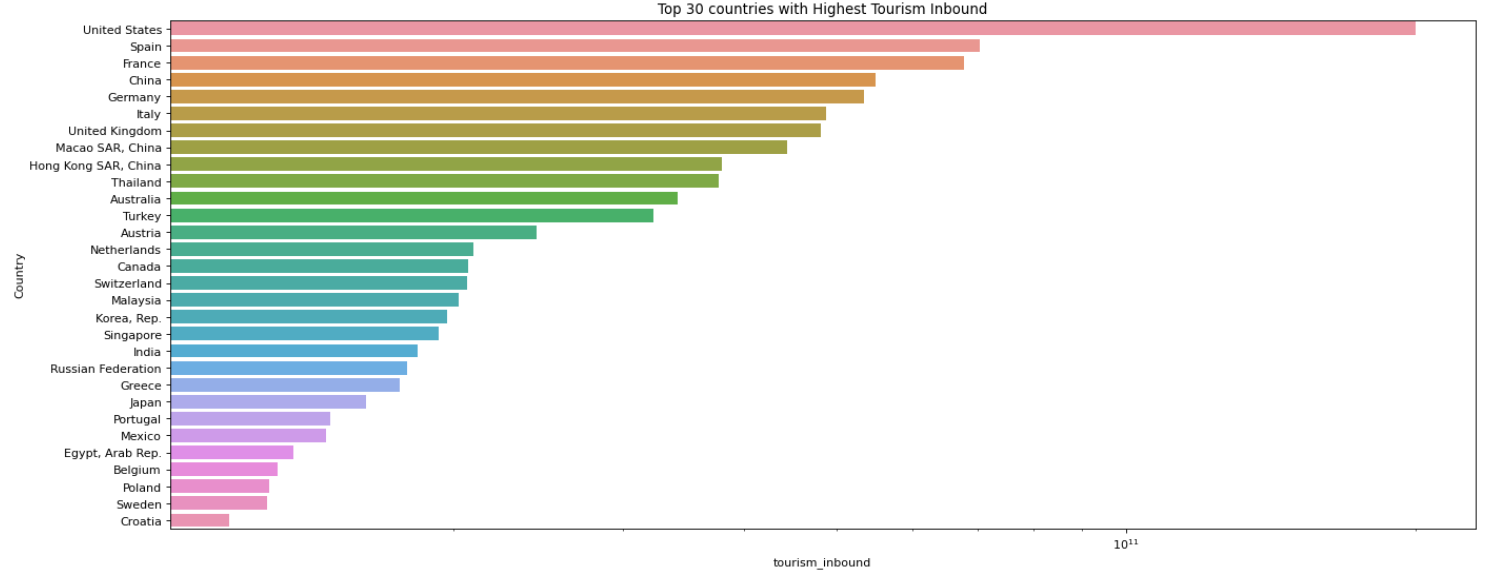 Top 30 countries with Highest Tourism Inbound
United States
Spain
France
China
Germany
Italy
United Kingdom
Macao SAR, China
Hong Kong SAR, China
Thailand
Australia
Turkey
Austria
Netherlands
Canada
Switzerland
Malaysia
Korea, Rep.
Singapore
India
Russian Federation
Greece
Japan
Portugal
Mexico
Egypt, Arab Rep.
Belgium
Poland
Sweden
Croatia
Country
10¹¹
tourism_inbound